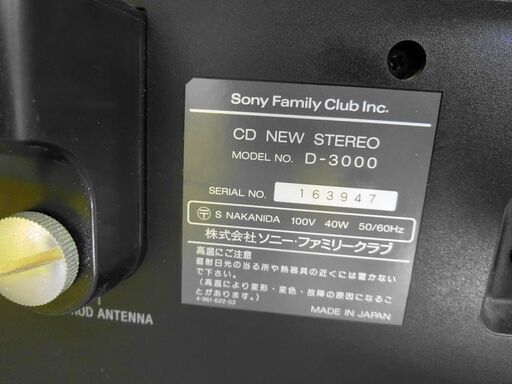 Sony Family Club Inc.
CD NEW STEREO
MODEL NO. D-3000
SERIAL NO. 163947
〒 S NAKANIDA 100V 40W 50/60Hz
株式会社ソニー・ファミリークラブ
高温にご注意
直射日光の当る所や熱器具の近くには置かない
で下さい。
(高温により変形・変色・故障の原因になるこ
とがあります。)
4-961-622-03
MADE IN JAPAN
ROD ANTENNA